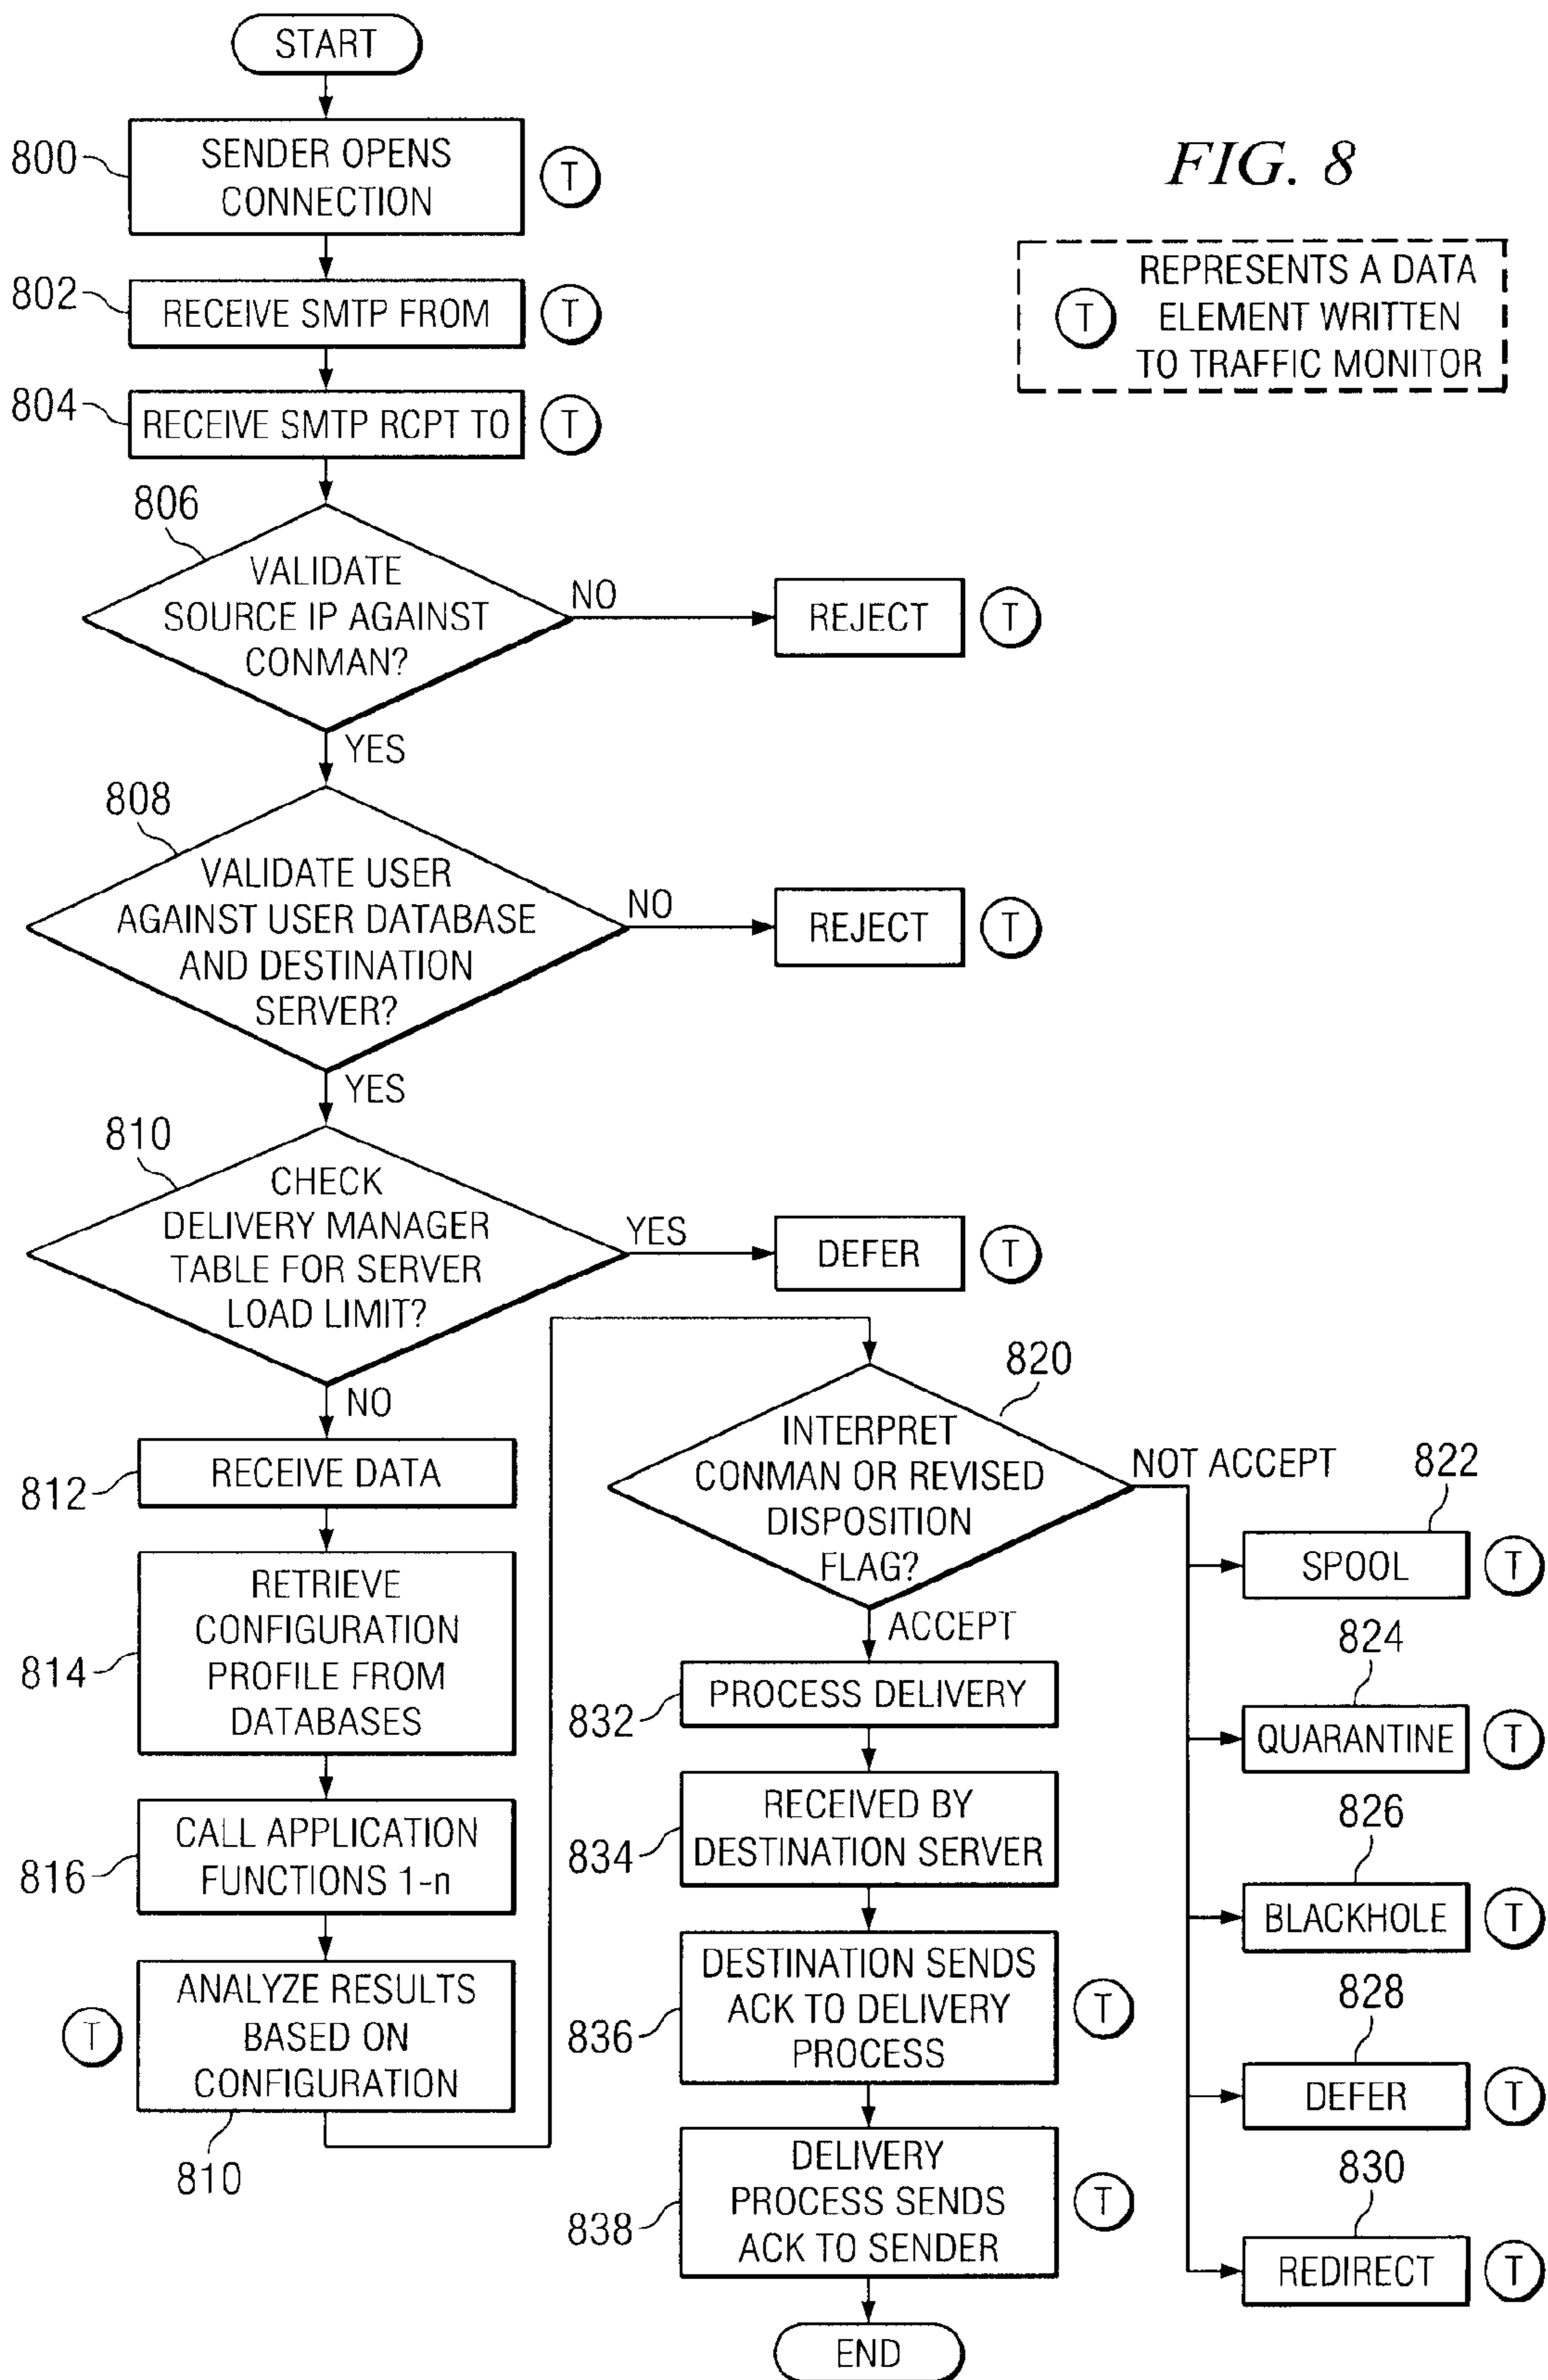 START
800
SENDER OPENS
CONNECTION
T
FIG. 8
T
REPRESENTS A DATA
ELEMENT WRITTEN
TO TRAFFIC MONITOR
802
RECEIVE SMTP FROM
T
804
RECEIVE SMTP RCPT TO
T
806
VALIDATE
SOURCE IP AGAINST
CONMAN?
NO
REJECT
T
YES
808
VALIDATE USER
AGAINST USER DATABASE
AND DESTINATION
SERVER?
NO
REJECT
T
YES
810
CHECK
DELIVERY MANAGER
TABLE FOR SERVER
LOAD LIMIT?
YES
DEFER
T
NO
812
RECEIVE DATA
814
RETRIEVE
CONFIGURATION
PROFILE FROM
DATABASES
816
CALL APPLICATION
FUNCTIONS 1-n
T
ANALYZE RESULTS
BASED ON
CONFIGURATION
810
820
INTERPRET
CONMAN OR REVISED
DISPOSITION
FLAG?
NOT ACCEPT
ACCEPT
832
PROCESS DELIVERY
834
RECEIVED BY
DESTINATION SERVER
836
DESTINATION SENDS
ACK TO DELIVERY
PROCESS
T
838
DELIVERY
PROCESS SENDS
ACK TO SENDER
T
END
822
SPOOL
T
824
QUARANTINE
T
826
BLACKHOLE
T
828
DEFER
T
830
REDIRECT
T